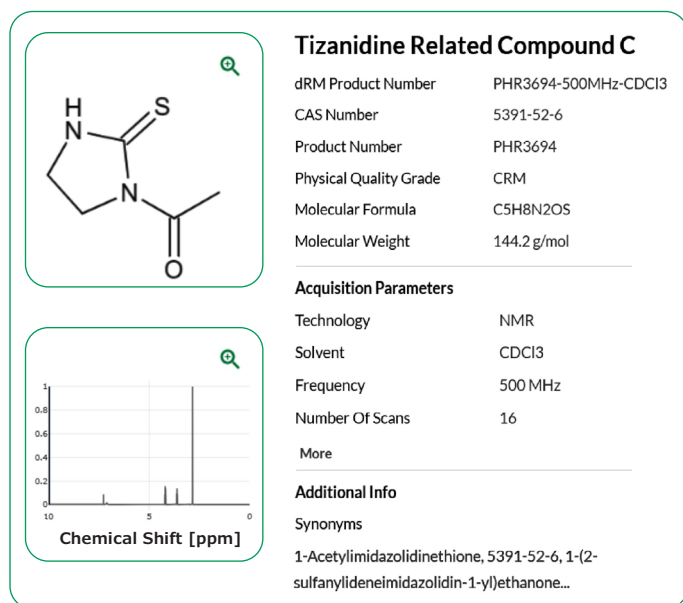 H
N
S
N
O
Tizanidine Related Compound C
dRM Product Number PHR3694-500MHz-CDCl3
CAS Number 5391-52-6
Product Number PHR3694
Physical Quality Grade CRM
Molecular Formula C5H8N2OS
Molecular Weight 144.2 g/mol
Acquisition Parameters
Technology NMR
Solvent CDCl3
Frequency 500 MHz
Number Of Scans 16
More
Additional Info
Synonyms
1-Acetylimidazolidinethione, 5391-52-6, 1-(2-
sulfanylideneimidazolidin-1-yl)ethanone...
1
0.8
0.6
0.4
0.2
0
10 5 0
Chemical Shift [ppm]